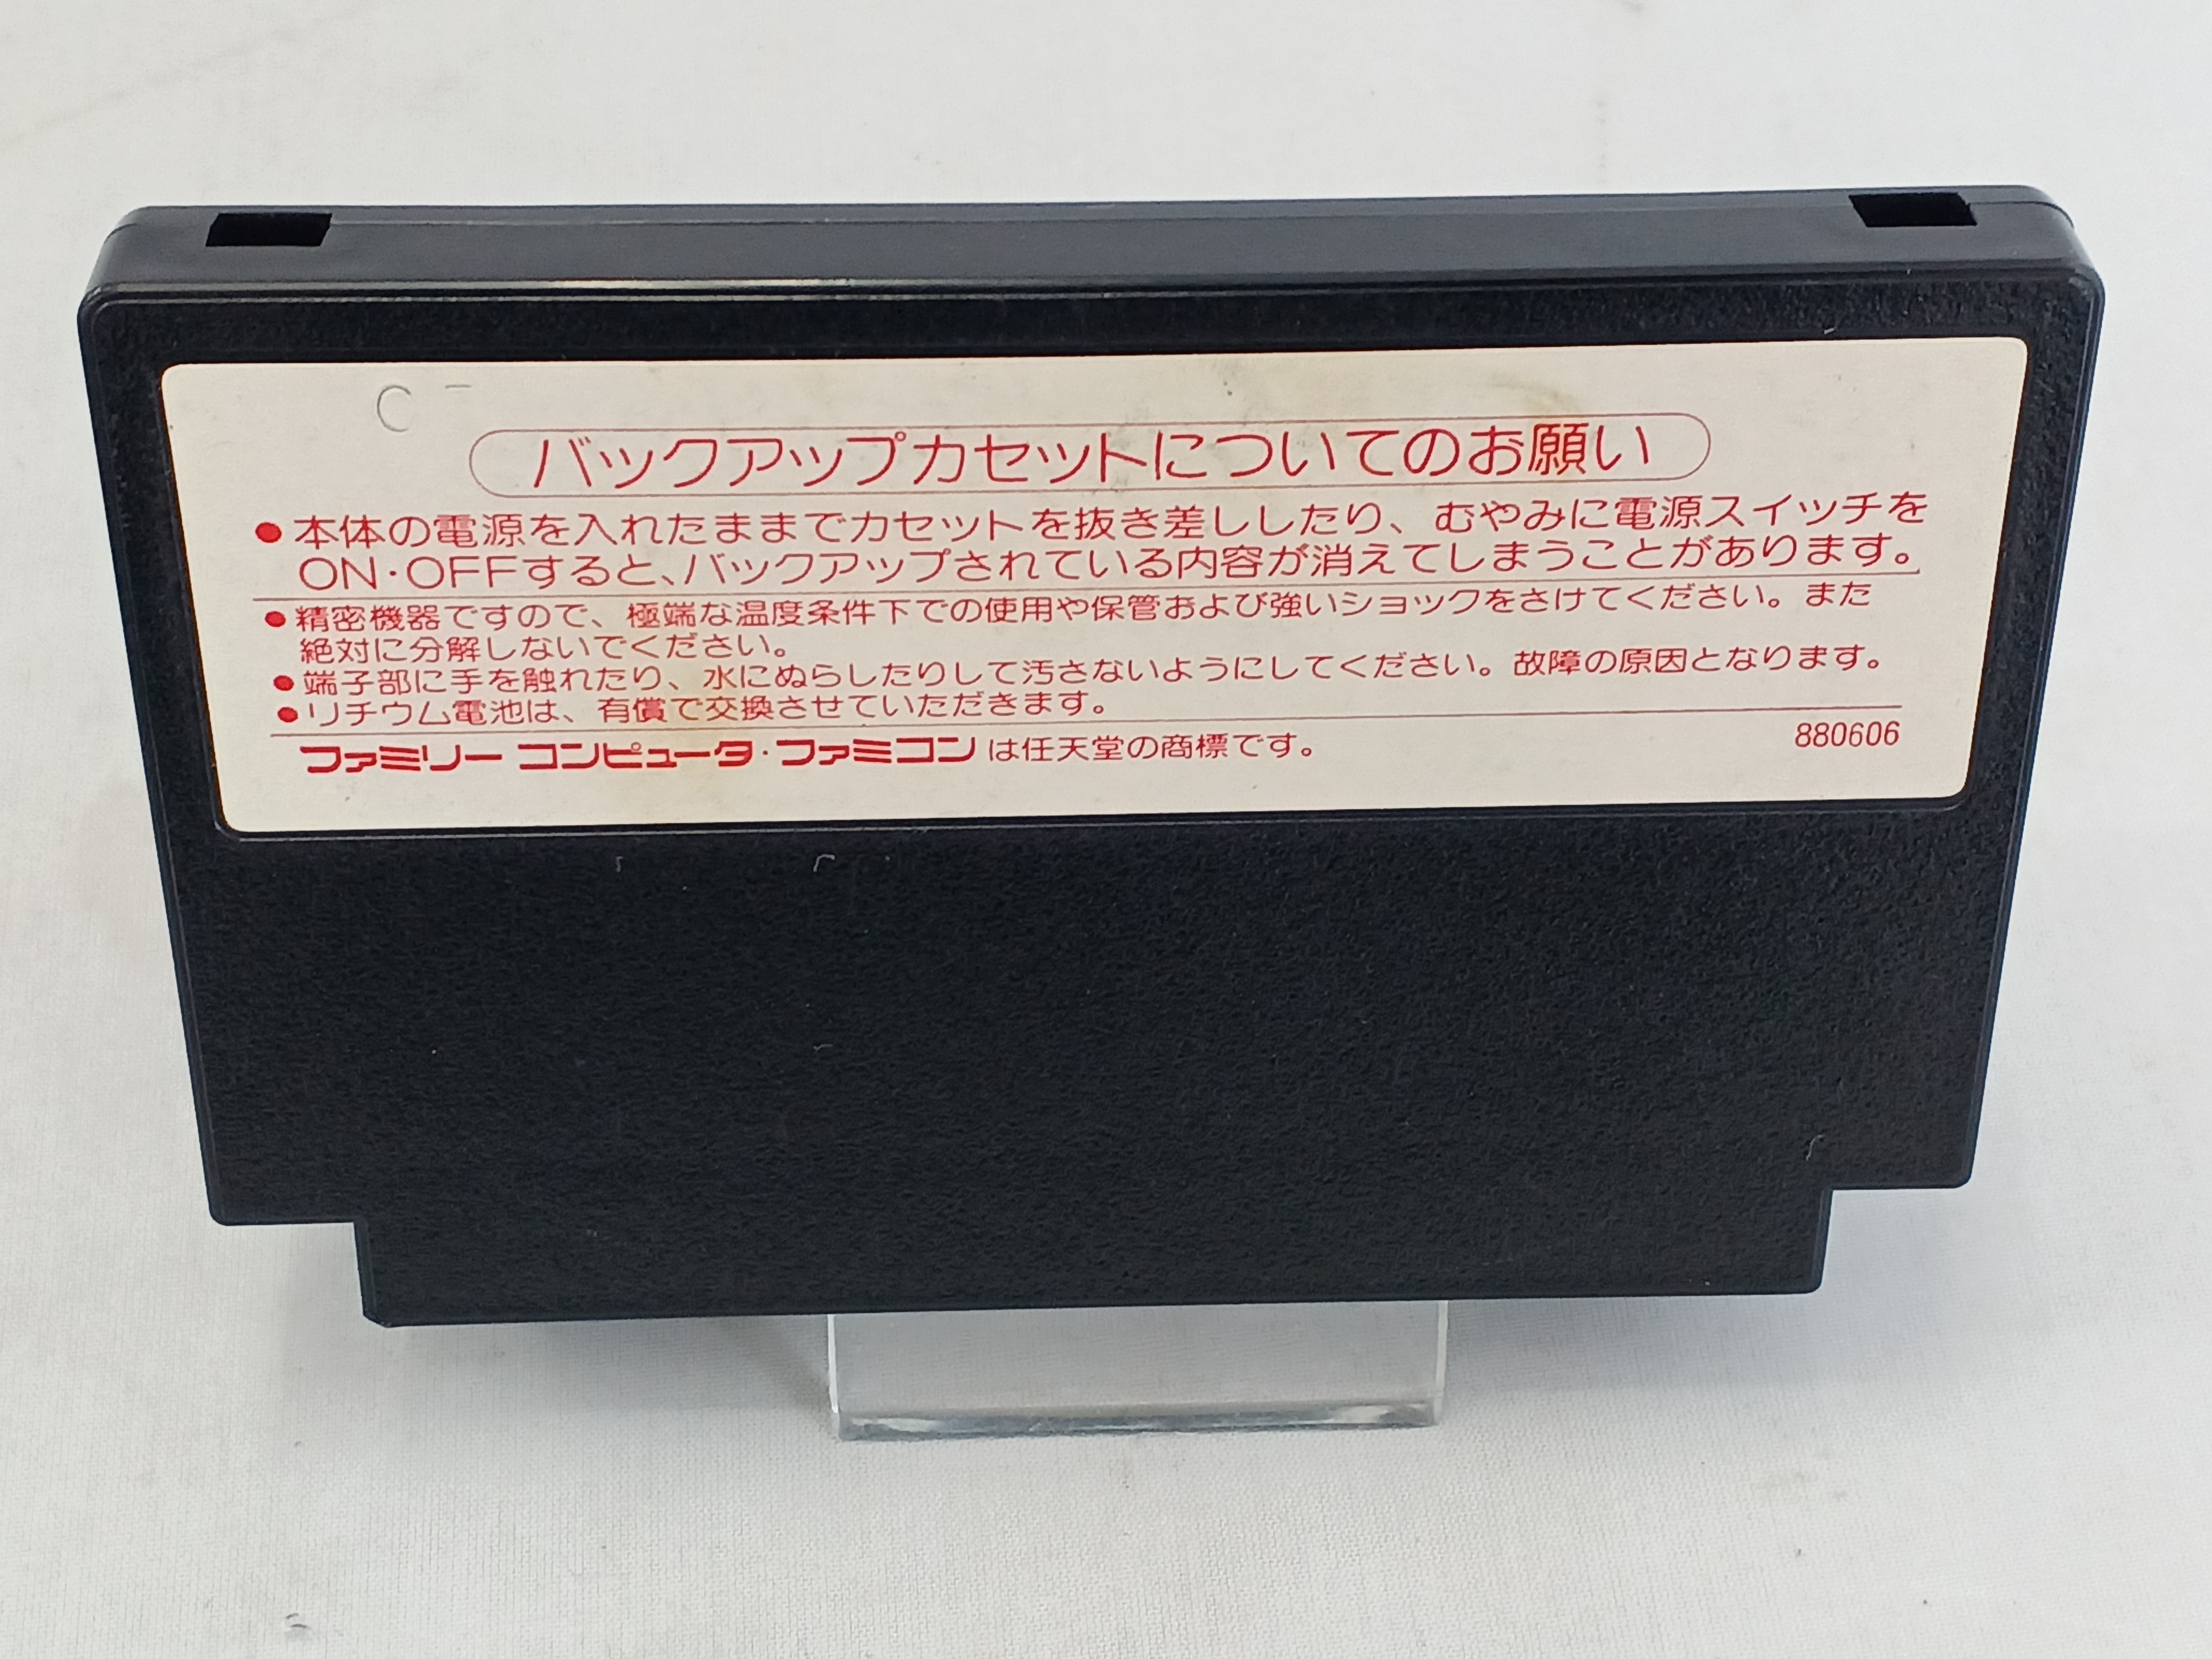 バックアップカセットについてのお願い
●本体の電源を入れたままでカセットを抜き差ししたり、むやみに電源スイッチを
ON・OFFすると、バックアップされている内容が消えてしまうことがあります。
●精密機器ですので、極端な温度条件下での使用や保管および強いショックをさけてください。また
絶対に分解しないでください。
●端子部に手を触れたり、水にぬらしたりして汚さないようにしてください。故障の原因となります。
●リチウム電池は、有償で交換させていただきます。
ファミリー コンピュータ・ファミコン は任天堂の商標です。
880606